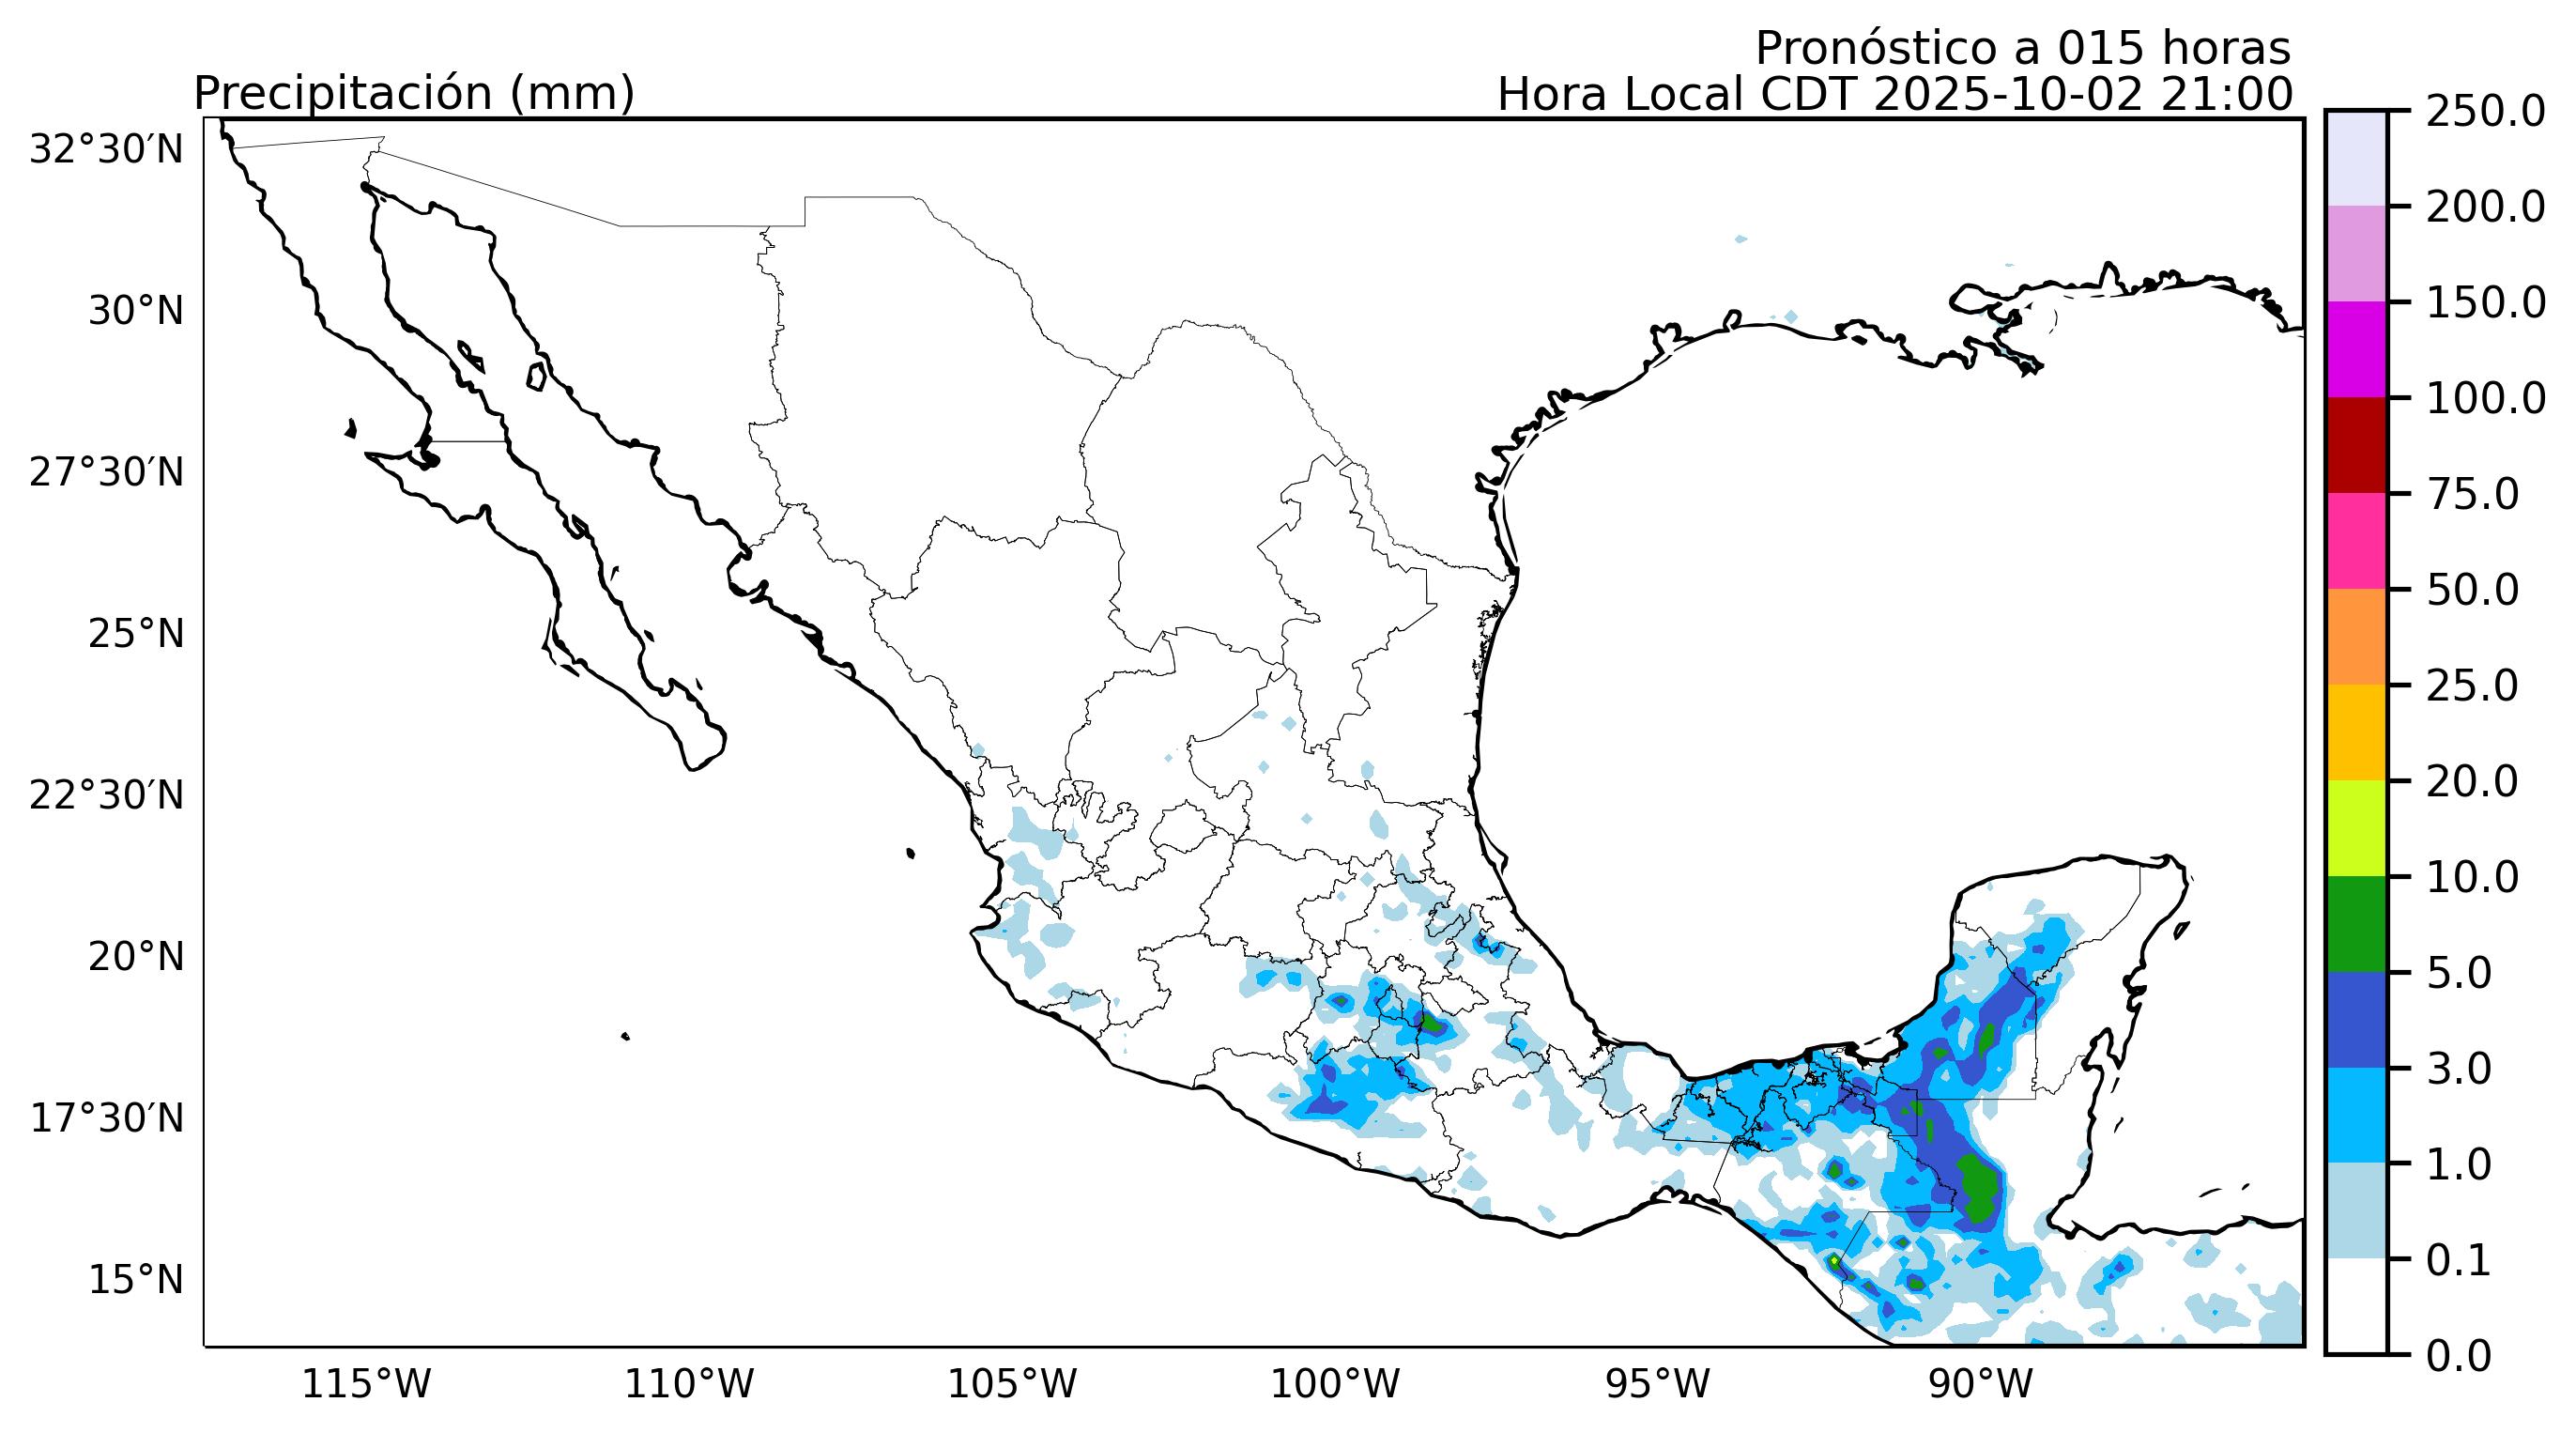 Pronóstico a 015 horas
Precipitación (mm)
Hora Local CDT 2025-10-02 21:00
32°30′N
30°N
27°30′N
25°N
22°30′N
20°N
17°30′N
15°N
115°W
110°W
105°W
100°W
95°W
90°W
250.0
200.0
150.0
100.0
75.0
50.0
25.0
20.0
10.0
5.0
3.0
1.0
0.1
0.0